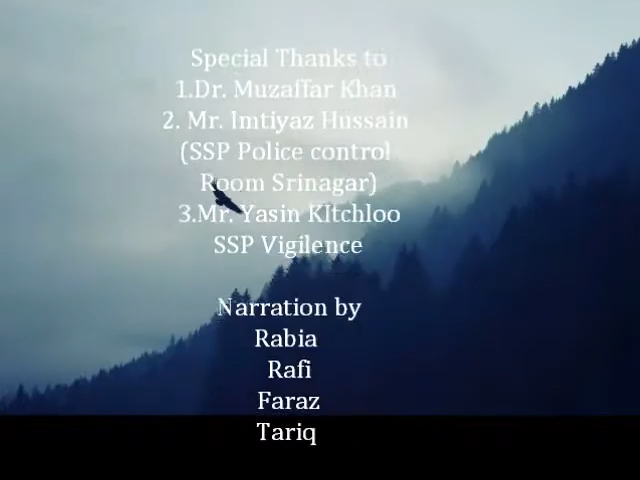 Special Thanks to
1.Dr. Muzaffar Khan
2. Mr. Imtiyaz Hussain
(SSP Police control
Room Srinagar)
3.Mr. Yasin KItchloo
SSP Vigilence
Narration by
Rabia
Rafi
Faraz
Tariq